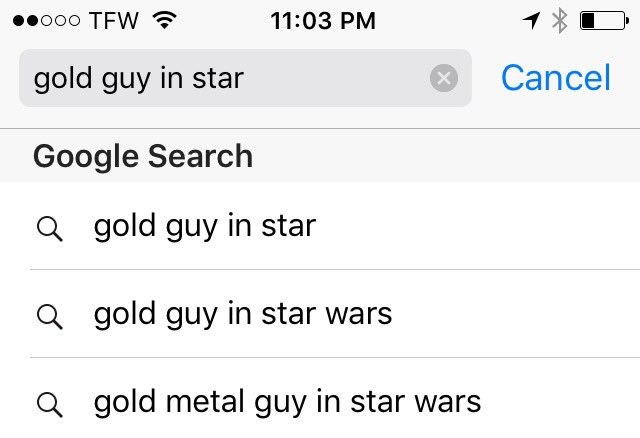 TFW 11:03 PM
gold guy in star Cancel
Google Search
gold guy in star
gold guy in star wars
gold metal guy in star wars